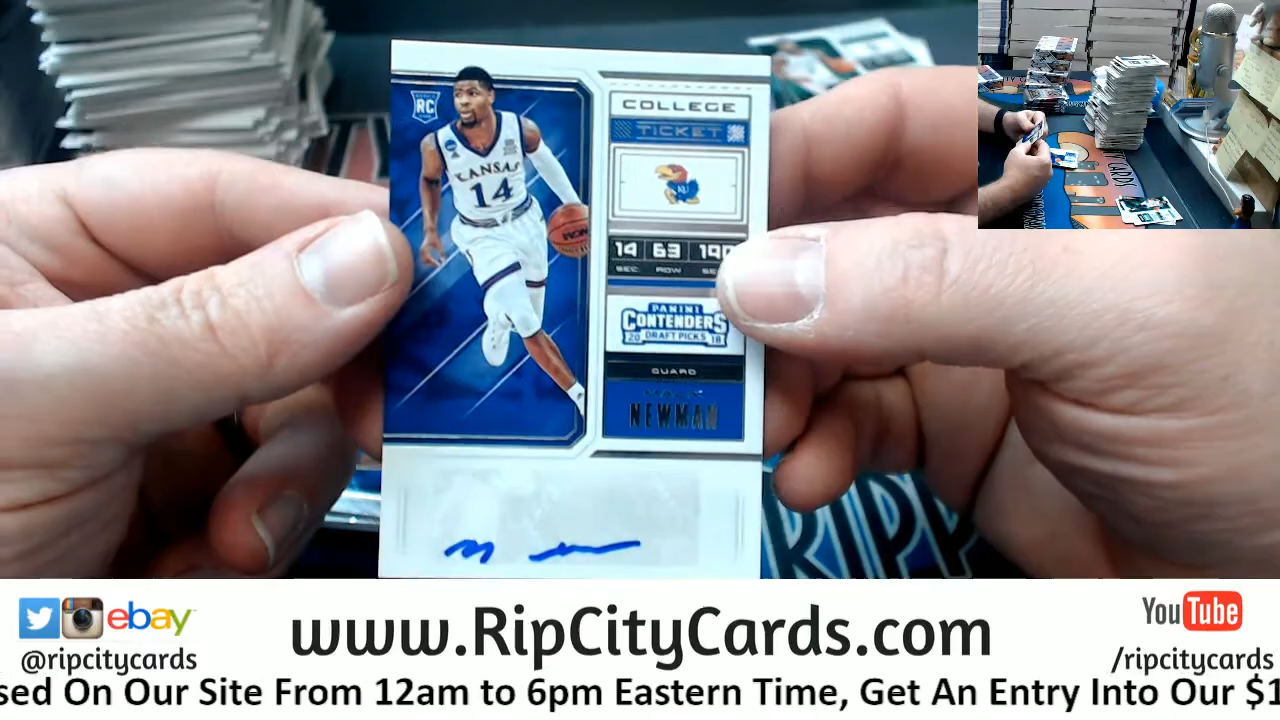 RC
KANSAS
14
COLLEGE
TICKET
KU
14 63 190
SEC ROW
PANINI
CONTENDERS
20 DRAFT PICKS 18
GUARD
MALIK
NEWMAN
RIPP
ebay
@ripcitycards
www.RipCityCards.com
YouTube
/ripcitycards
sed On Our Site From 12am to 6pm Eastern Time, Get An Entry Into Our $1